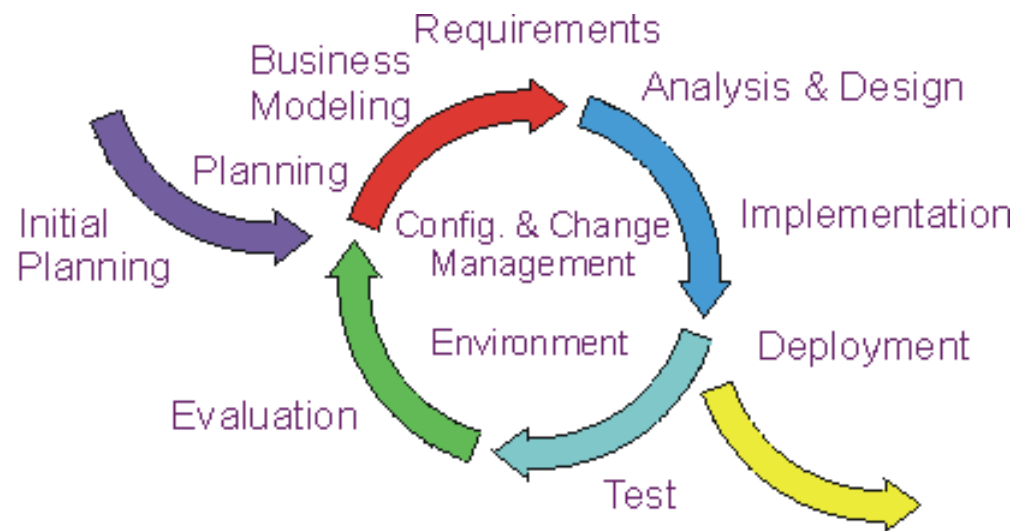 Requirements
Business
Modeling
Analysis & Design
Planning
Initial
Planning
Config. & Change
Management
Implementation
Environment
Deployment
Evaluation
Test